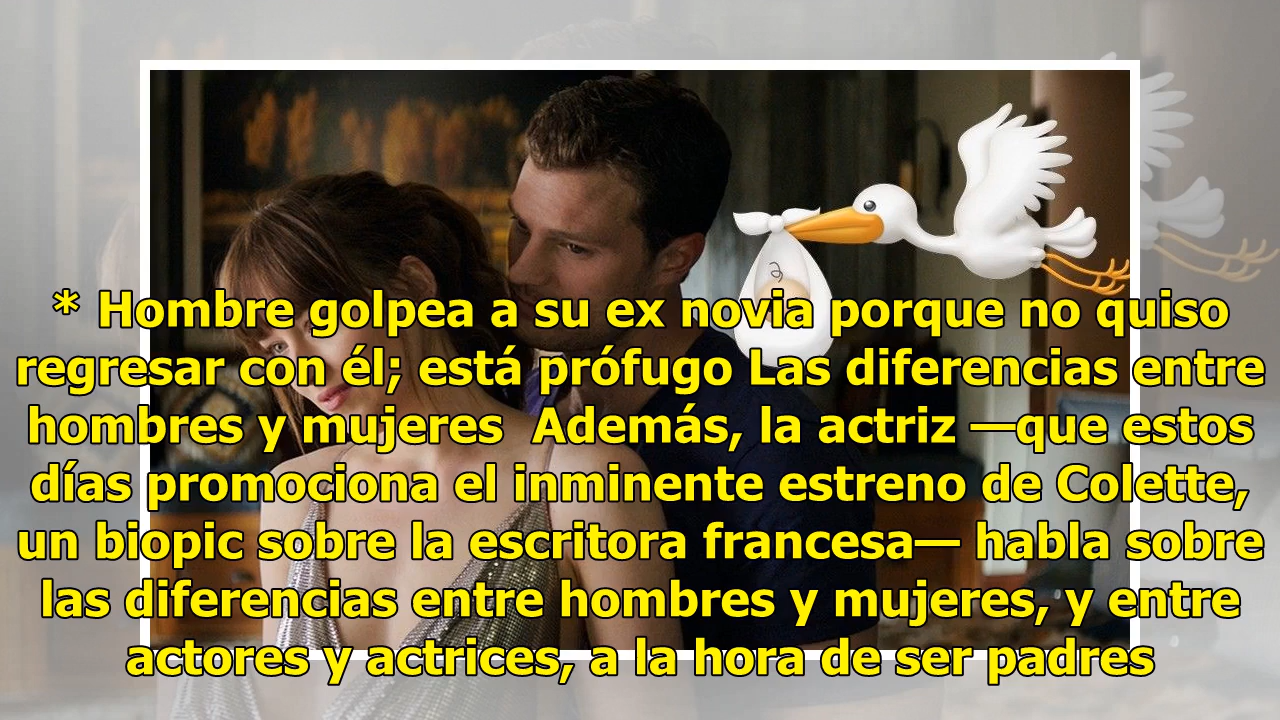 * Hombre golpea a su ex novia porque no quiso
regresar con él; está prófugo Las diferencias entre
hombres y mujeres  Además, la actriz —que estos
días promociona el inminente estreno de Colette,
un biopic sobre la escritora francesa— habla sobre
las diferencias entre hombres y mujeres, y entre
actores y actrices, a la hora de ser padres